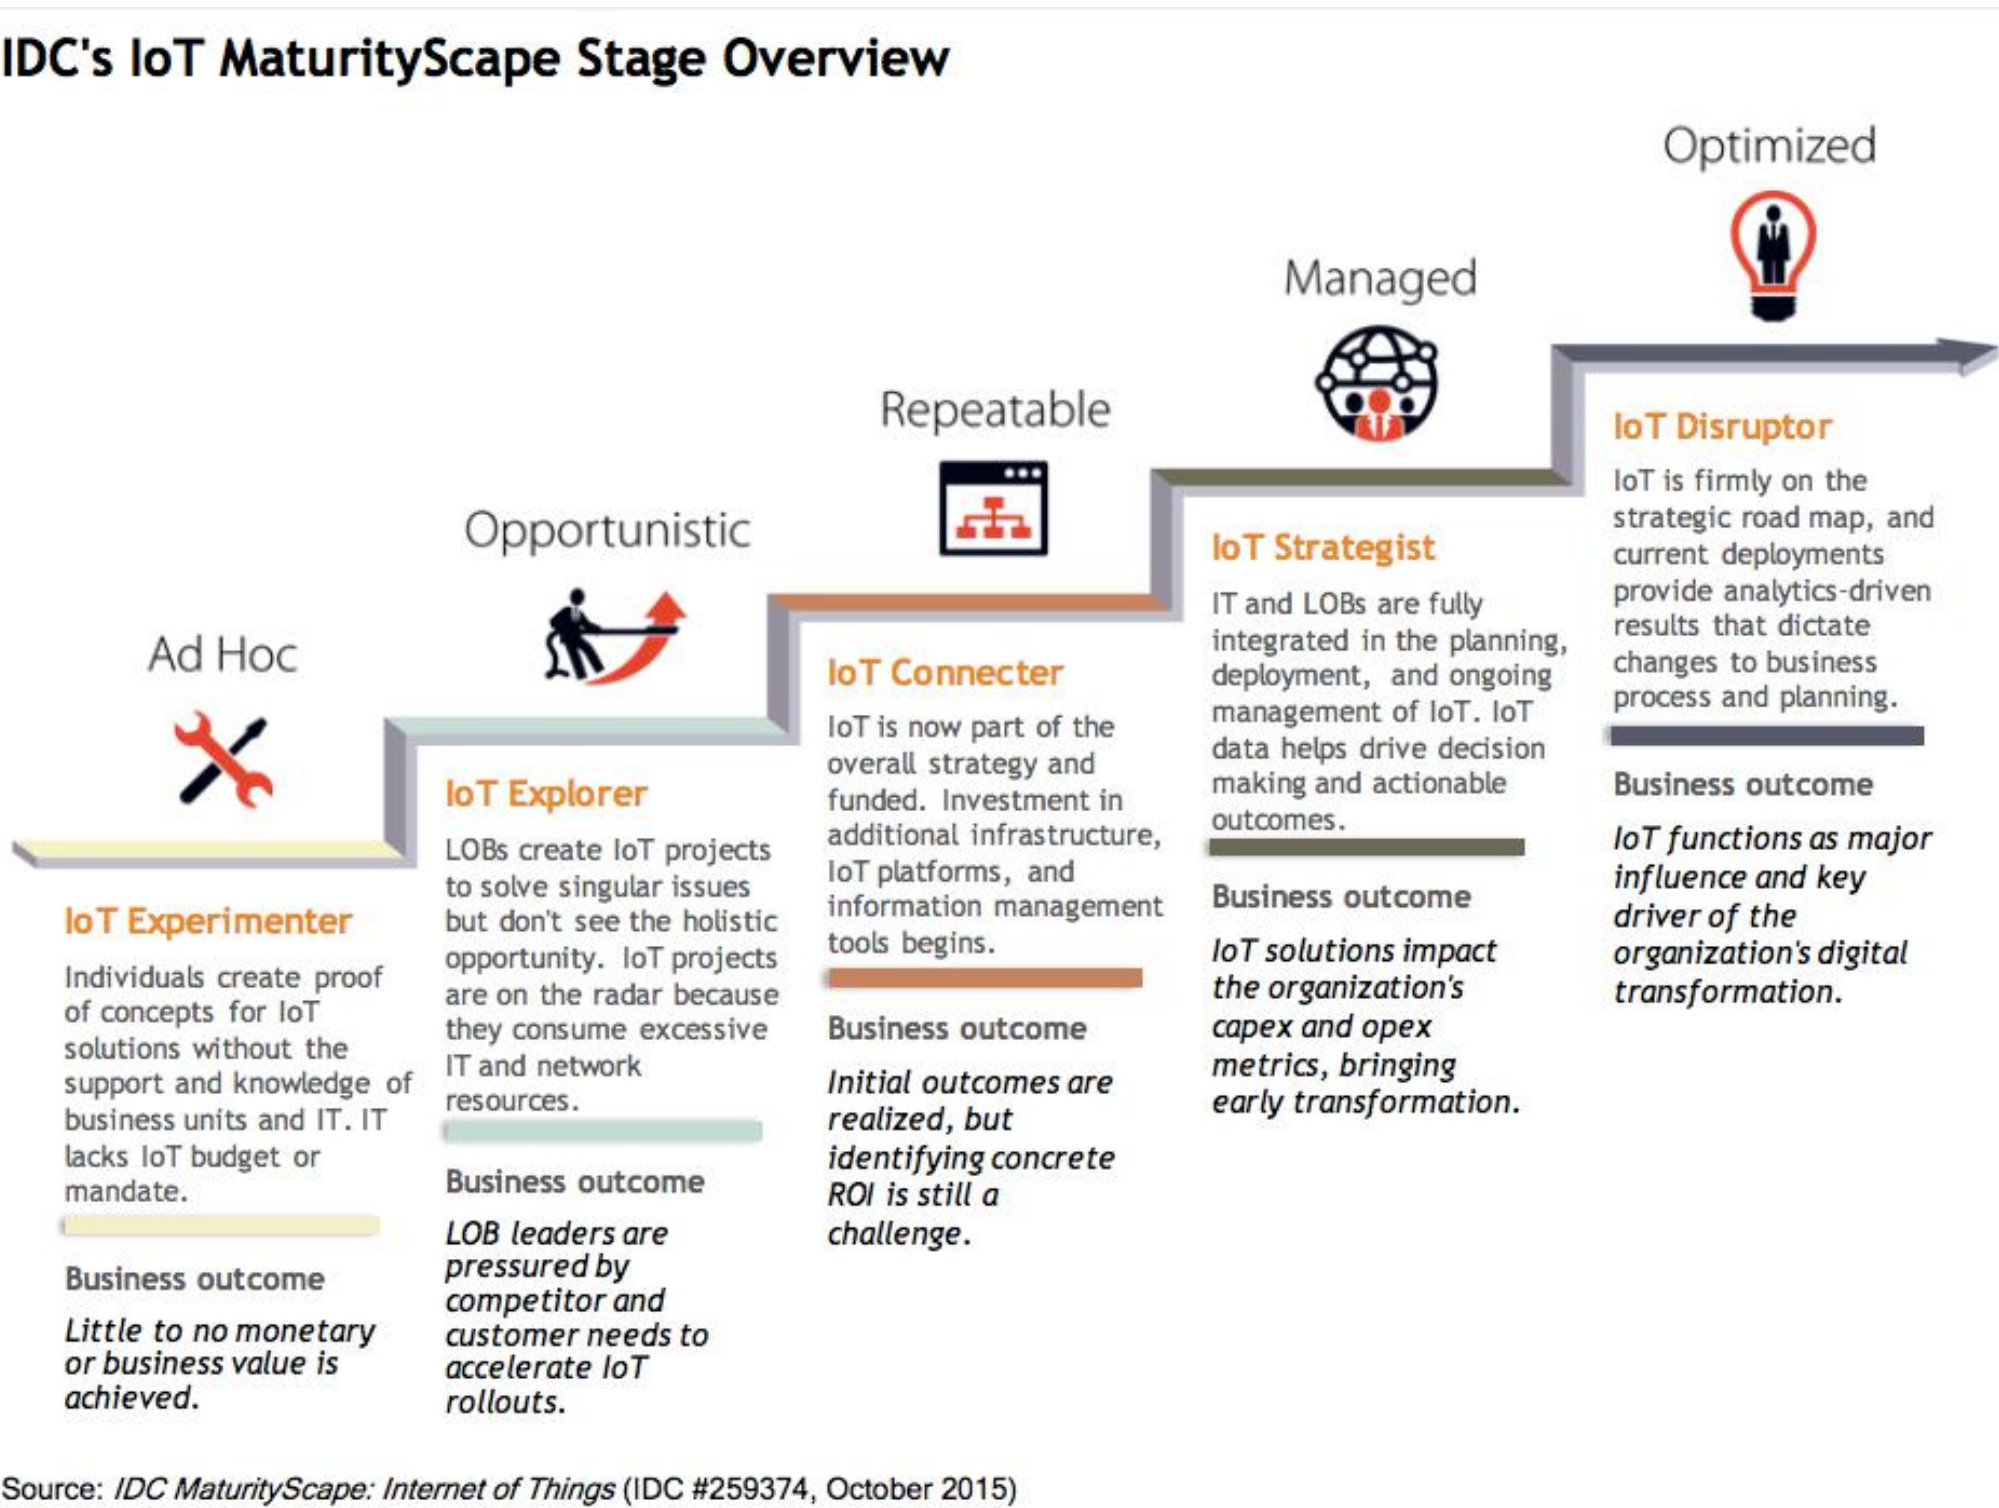 IDC's IoT MaturityScape Stage Overview
Ad Hoc
IoT Experimenter
Individuals create proof
of concepts for IoT
solutions without the
support and knowledge of
business units and IT. IT
lacks IoT budget or
mandate.
Business outcome
Little to no monetary
or business value is
achieved.
Opportunistic
IoT Explorer
LOBs create IoT projects
to solve singular issues
but don't see the holistic
opportunity. IoT projects
are on the radar because
they consume excessive
IT and network
resources.
Business outcome
LOB leaders are
pressured by
competitor and
customer needs to
accelerate IoT
rollouts.
Repeatable
IoT Connecter
IoT is now part of the
overall strategy and
funded. Investment in
additional infrastructure,
IoT platforms, and
information management
tools begins.
Business outcome
Initial outcomes are
realized, but
identifying concrete
ROI is still a
challenge.
Managed
IoT Strategist
IT and LOBs are fully
integrated in the planning,
deployment, and ongoing
management of IoT. IoT
data helps drive decision
making and actionable
outcomes.
Business outcome
IoT solutions impact
the organization's
capex and opex
metrics, bringing
early transformation.
Optimized
IoT Disruptor
IoT is firmly on the
strategic road map, and
current deployments
provide analytics-driven
results that dictate
changes to business
process and planning.
Business outcome
IoT functions as major
influence and key
driver of the
organization's digital
transformation.
Source: IDC MaturityScape: Internet of Things (IDC #259374, October 2015)